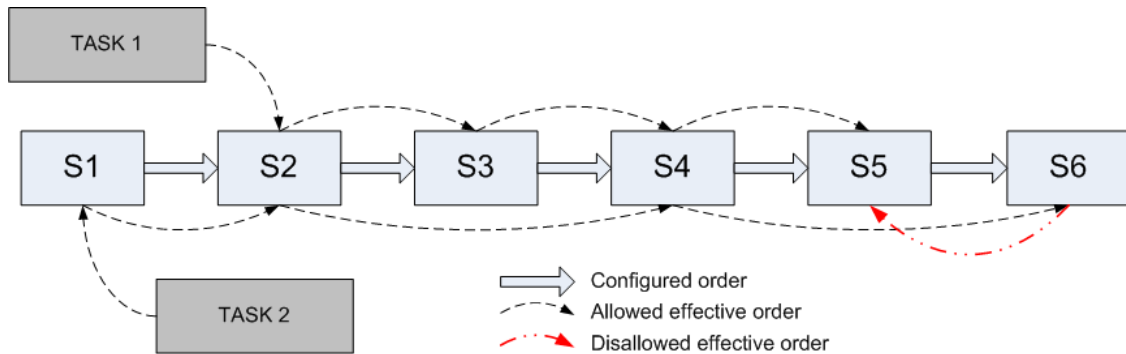 TASK 1
S1
S2
S3
S4
S5
S6
TASK 2
Configured order
Allowed effective order
Disallowed effective order